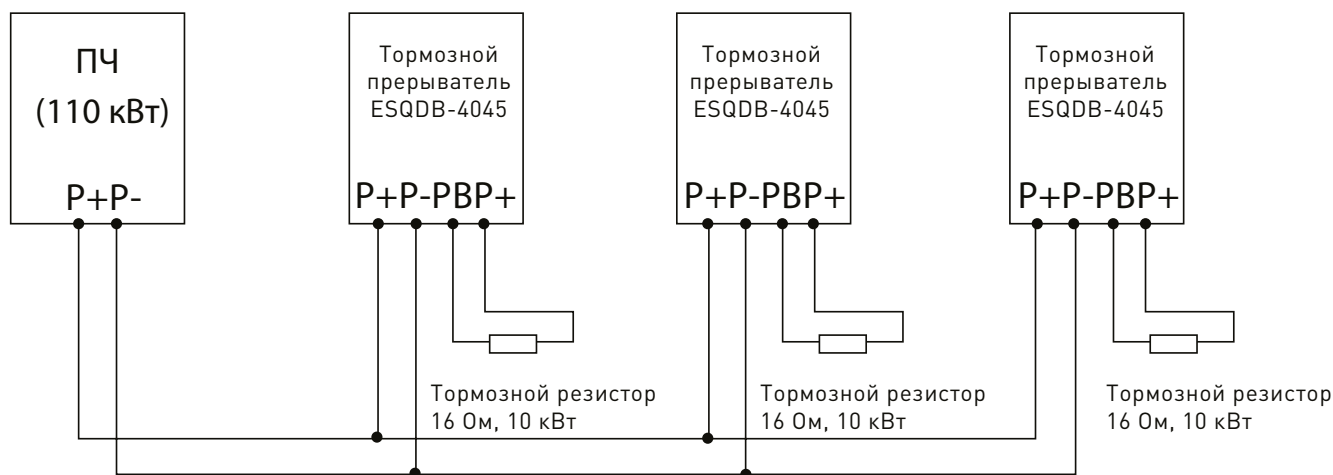 ПЧ
(110 кВт)
P+P-
Тормозной
прерыватель
ESQDB-4045
P+P-PBP+
Тормозной резистор
16 Ом, 10 кВт
Тормозной
прерыватель
ESQDB-4045
P+P-PBP+
Тормозной резистор
16 Ом, 10 кВт
Тормозной
прерыватель
ESQDB-4045
P+P-PBP+
Тормозной резистор
16 Ом, 10 кВт